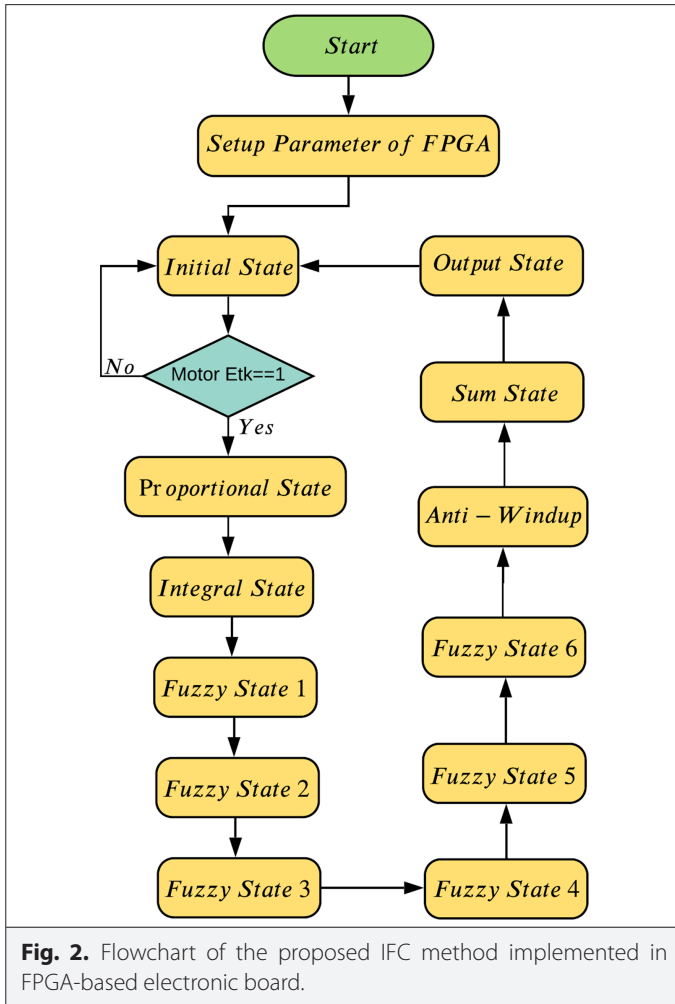 Start
Setup Parameter of FPGA
Initial State
Output State
Motor Etk==1
No
Yes
Sum State
Proportional State
Anti – Windup
Integral State
Fuzzy State 6
Fuzzy State 1
Fuzzy State 5
Fuzzy State 2
Fuzzy State 3
Fuzzy State 4
Fig. 2. Flowchart of the proposed IFC method implemented in
FPGA-based electronic board.